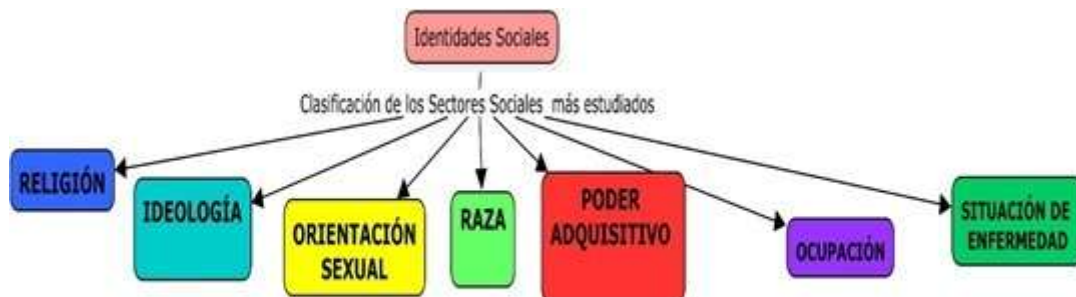 Identidades Sociales
Clasificación de los Sectores Sociales más estudiados
RELIGIÓN
IDEOLOGÍA
ORIENTACIÓN
SEXUAL
RAZA
PODER
ADQUISITIVO
OCUPACIÓN
SITUACIÓN DE
ENFERMEDAD